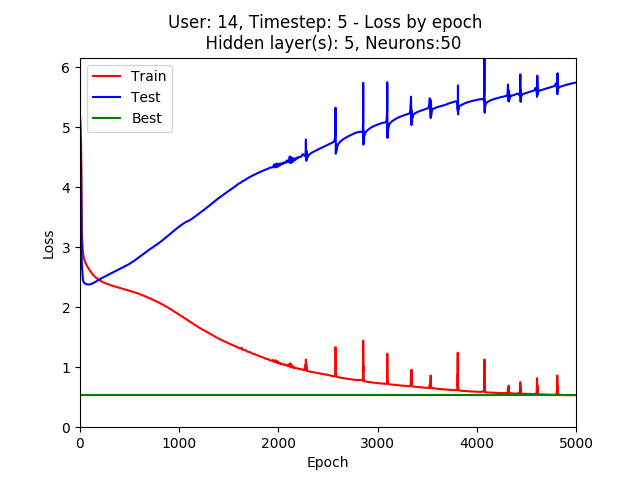 User: 14, Timestep: 5 - Loss by epoch
Hidden layer(s): 5, Neurons:50
6
5
4
3
2
1
0
Loss
Train
Test
Best
0 1000 2000 3000 4000 5000
Epoch